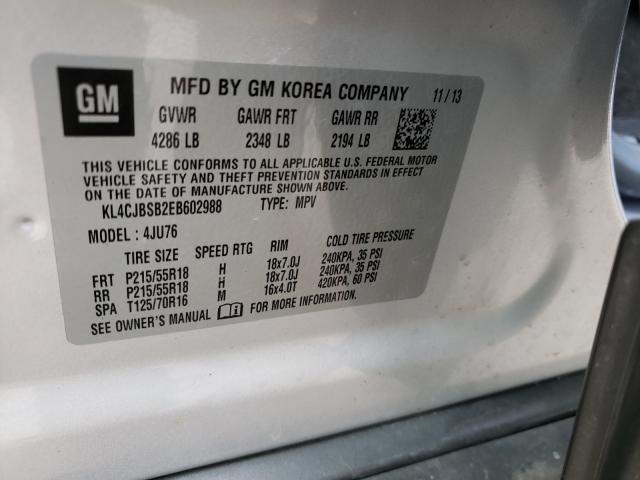 GM MFD BY GM KOREA COMPANY 11/13
GVWR GAWR FRT GAWR RR
4286 LB 2348 LB 2194 LB
THIS VEHICLE CONFORMS TO ALL APPLICABLE U.S. FEDERAL MOTOR
VEHICLE SAFETY AND THEFT PREVENTION STANDARDS IN EFFECT
ON THE DATE OF MANUFACTURE SHOWN ABOVE.
KL4CJBSB2EB602988 TYPE: MPV
MODEL: 4JU76
TIRE SIZE SPEED RTG RIM COLD TIRE PRESSURE
FRT P215/55R18 H 18x7.0J 240KPA, 35 PSI
RR P215/55R18 H 18x7.0J 240KPA, 35 PSI
SPA T125/70R16 M 16x4.0T 420KPA, 60 PSI
SEE OWNER'S MANUAL FOR MORE INFORMATION.